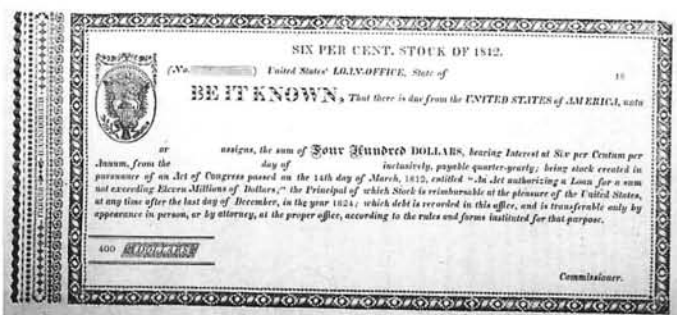 SIX PER CENT. STOCK OF 1812.
(No. ) United States' LOAN-OFFICE, State of 18
BE IT KNOWN, That there is due from the UNITED STATES of AMERICA, unto
or assigns, the sum of Four Hundred DOLLARS, bearing Interest at Six per Centum per
Annum, from the day of inclusively, payable quarter-yearly; being stock created in
pursuance of an Act of Congress passed on the 14th day of March, 1812, entitled "An Act authorizing a Loan for a sum
not exceeding Eleven Millions of Dollars;" the Principal of which Stock is reimbursable at the pleasure of the United States,
at any time after the last day of December, in the year 1824; which debt is recorded in this office, and is transferable only by
appearance in person, or by attorney, at the proper office, according to the rules and forms instituted for that purpose.
400 DOLLARS
Commissioner.